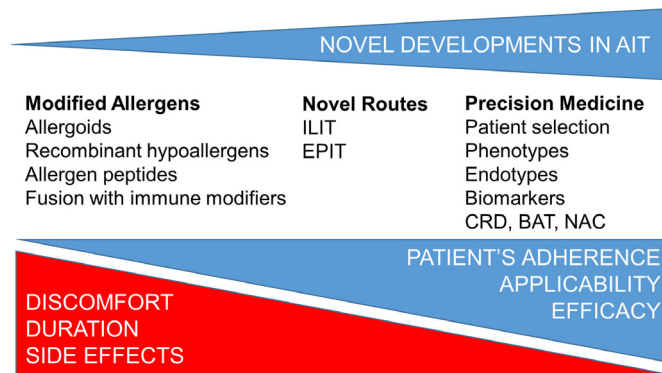 NOVEL DEVELOPMENTS IN AIT
Modified Allergens
Allergoids
Recombinant hypoallergens
Allergen peptides
Fusion with immune modifiers
Novel Routes
ILIT
EPIT
Precision Medicine
Patient selection
Phenotypes
Endotypes
Biomarkers
CRD, BAT, NAC
PATIENT'S ADHERENCE
APPLICABILITY
EFFICACY
DISCOMFORT
DURATION
SIDE EFFECTS